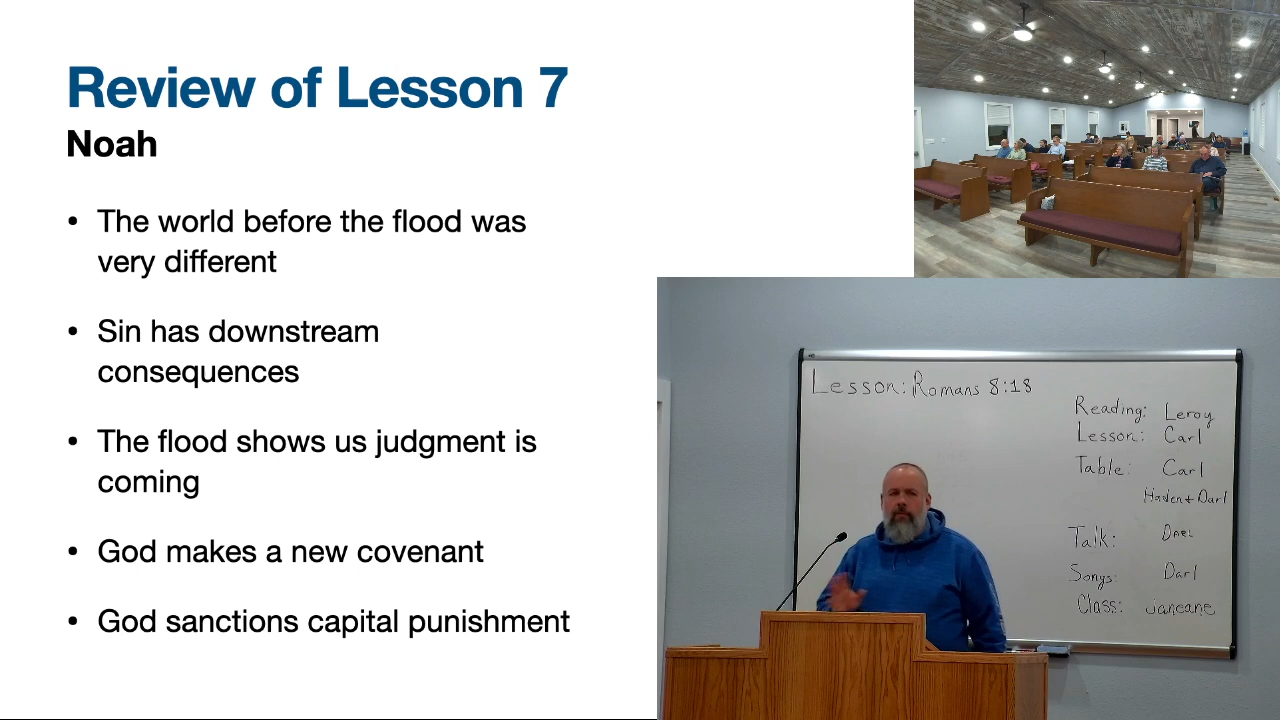 Review of Lesson 7
Noah
• The world before the flood was
very different
• Sin has downstream
consequences
• The flood shows us judgment is
coming
• God makes a new covenant
• God sanctions capital punishment
Lesson: Romans 8:18
Reading: Leroy
Lesson: Carl
Table: Carl
Haven + Darl
Talk:
Songs: Darl
Class: janeane